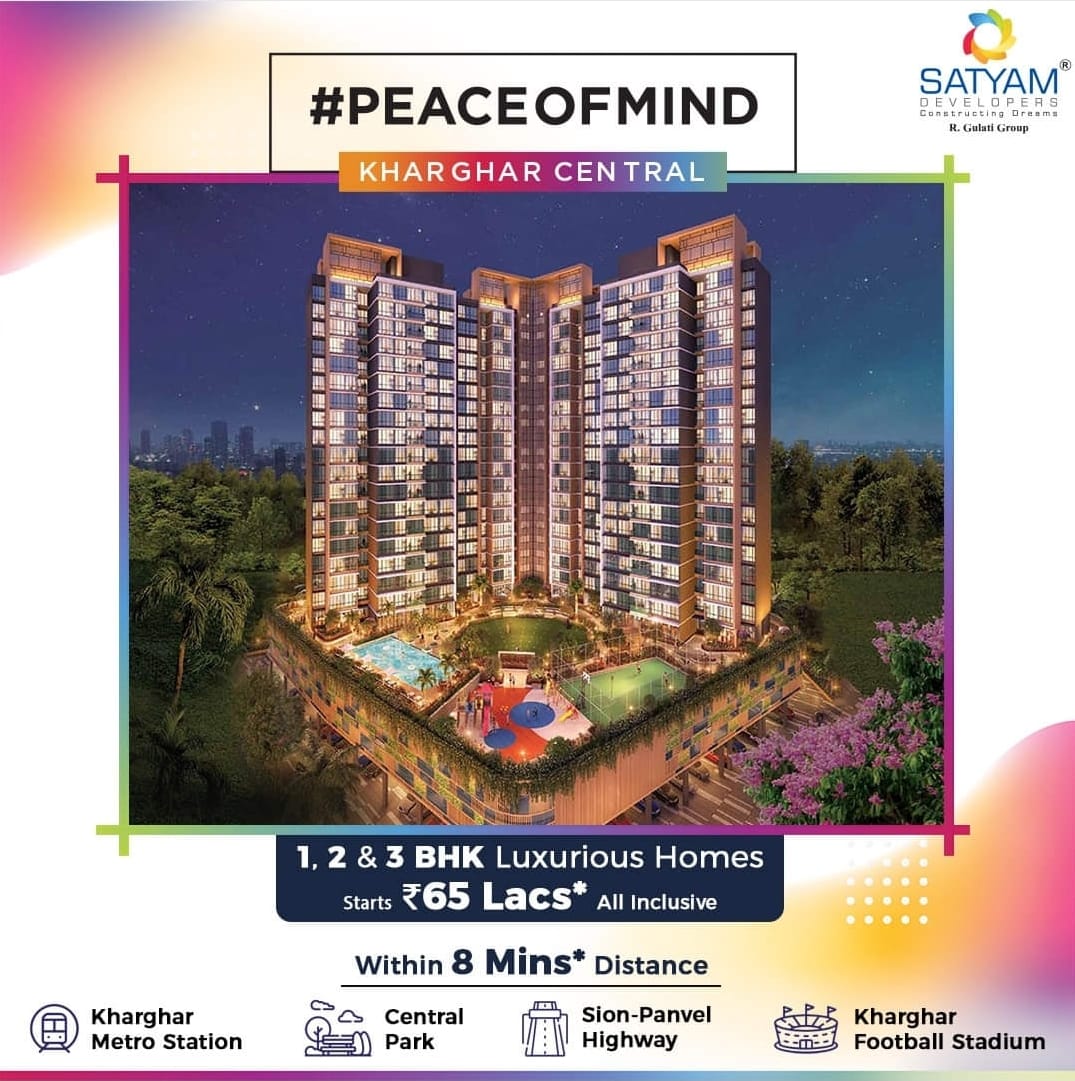 #PEACEOFMIND
KHARGHAR CENTRAL
SATYAM®
DEVELOPERS
Constructing Dreams
R. Gulati Group
1, 2 & 3 BHK Luxurious Homes
Starts ₹65 Lacs* All Inclusive
Within 8 Mins* Distance
Kharghar
Metro Station
Central
Park
Sion-Panvel
Highway
Kharghar
Football Stadium